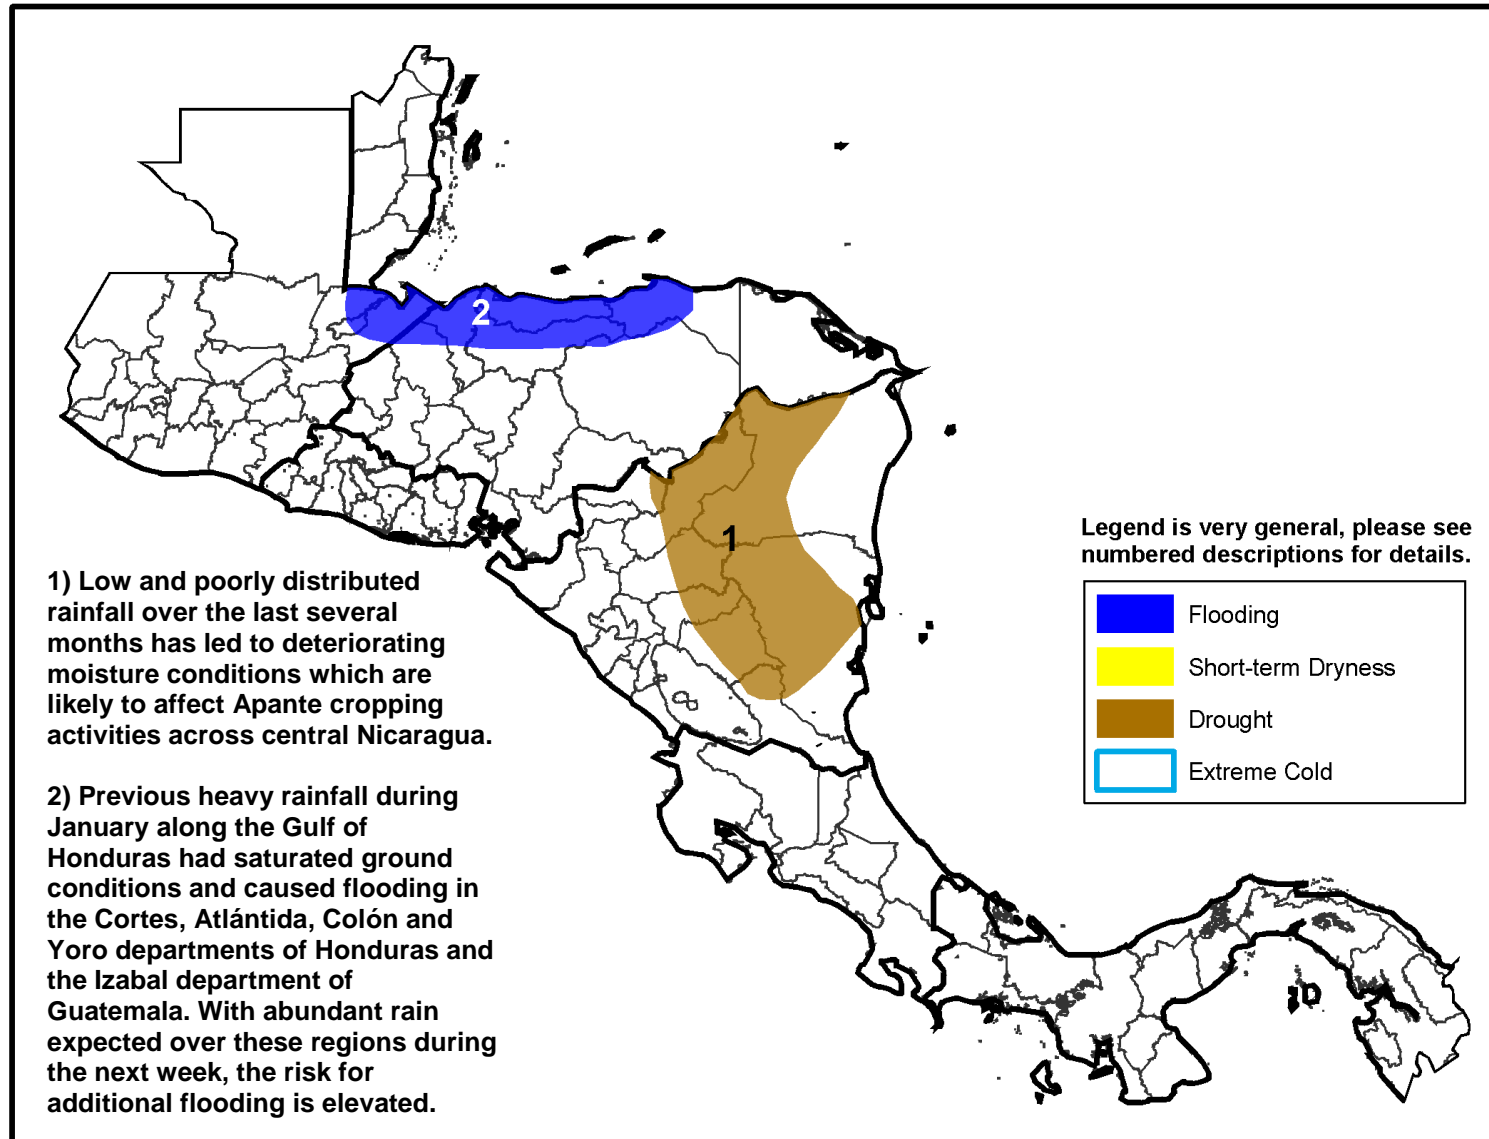 2
1
1) Low and poorly distributed
rainfall over the last several
months has led to deteriorating
moisture conditions which are
likely to affect Apante cropping
activities across central Nicaragua.
2) Previous heavy rainfall during
January along the Gulf of
Honduras had saturated ground
conditions and caused flooding in
the Cortes, Atlántida, Colón and
Yoro departments of Honduras and
the Izabal department of
Guatemala. With abundant rain
expected over these regions during
the next week, the risk for
additional flooding is elevated.
Legend is very general, please see
numbered descriptions for details.
Flooding
Short-term Dryness
Drought
Extreme Cold